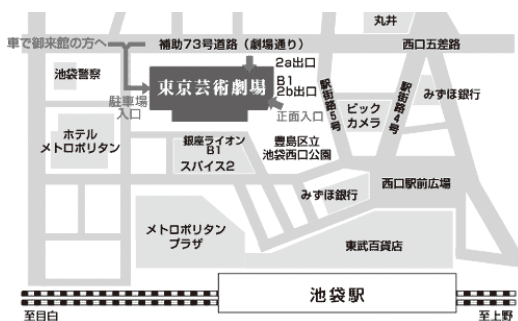 丸井
車で御来館の方へ
補助73号道路（劇場通り）
西口五差路
2a出口
池袋警察
東京芸術劇場
B1
2b出口
駐車場
入口
正面入口
駅街路5号
ビック
カメラ
駅街路4号
みずほ銀行
ホテル
メトロポリタン
銀座ライオン
B1
スパイス2
豊島区立
池袋西口公園
みずほ銀行
西口駅前広場
メトロポリタン
プラザ
東武百貨店
池袋駅
至目白
至上野